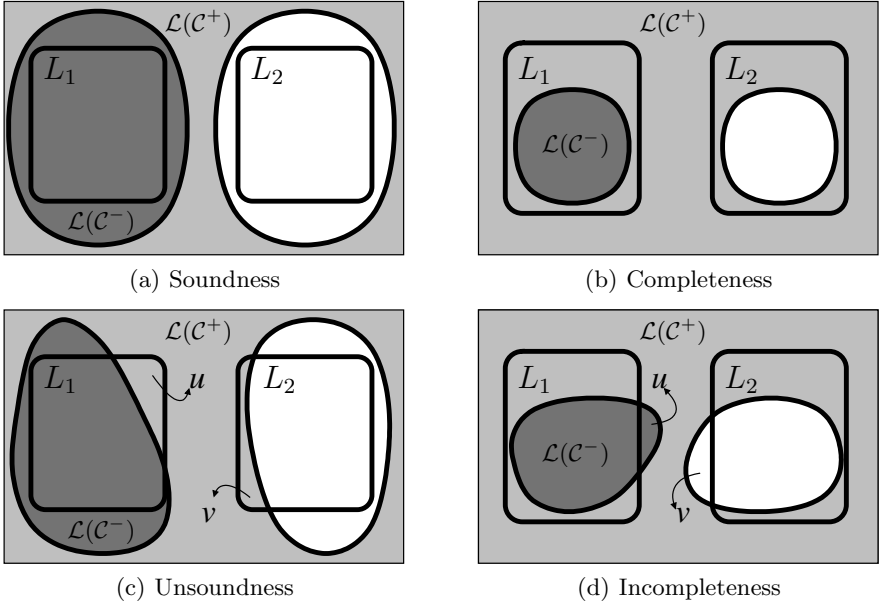 ℒ(𝒞⁺)
L₁
L₂
ℒ(𝒞⁻)
(a) Soundness
ℒ(𝒞⁺)
L₁
L₂
ℒ(𝒞⁻)
(b) Completeness
ℒ(𝒞⁺)
L₁
u
L₂
v
ℒ(𝒞⁻)
(c) Unsoundness
ℒ(𝒞⁺)
L₁
u
L₂
ℒ(𝒞⁻)
v
(d) Incompleteness